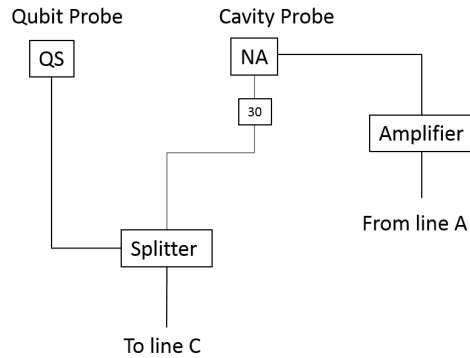 Qubit Probe
Cavity Probe
QS
NA
30
Amplifier
From line A
Splitter
To line C